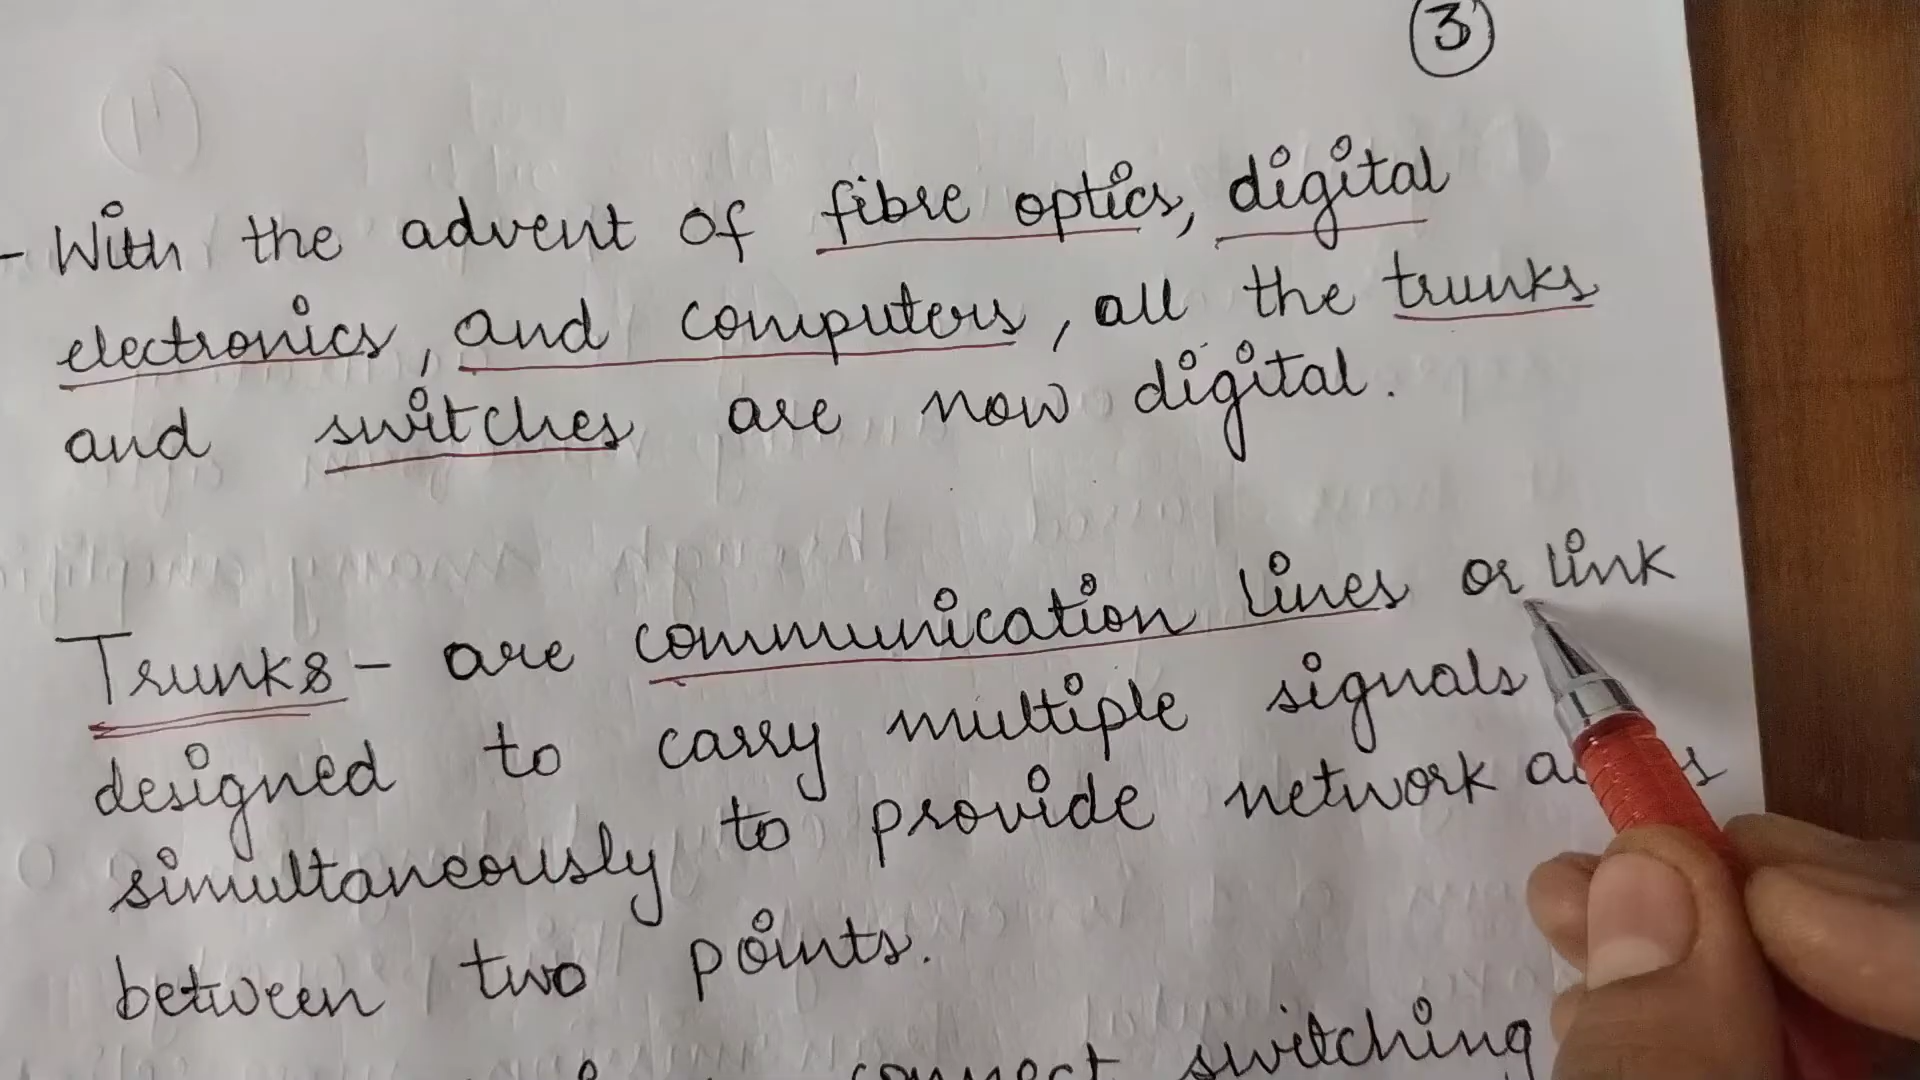 3
- With the advent of fibre optics, digital
electronics, and computers, all the trunks
and switches are now digital.
Trunks - are communication lines or link
designed to carry multiple signals
simultaneously to provide network
between two points.
connect switching